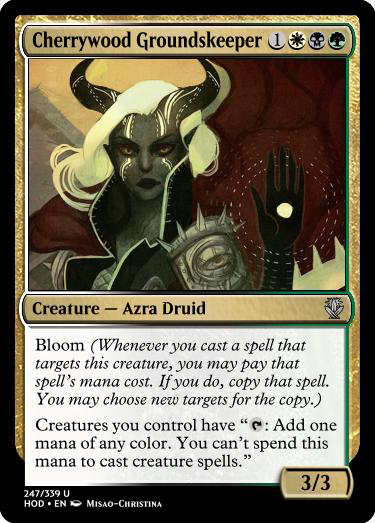 Cherrywood Groundskeeper 1
Creature — Azra Druid
Bloom (Whenever you cast a spell that
targets this creature, you may pay that
spell's mana cost. If you do, copy that spell.
You may choose new targets for the copy.)
Creatures you control have “: Add one
mana of any color. You can't spend this
mana to cast creature spells.”
3/3
247/339 U
HOD • EN Misao-Christina